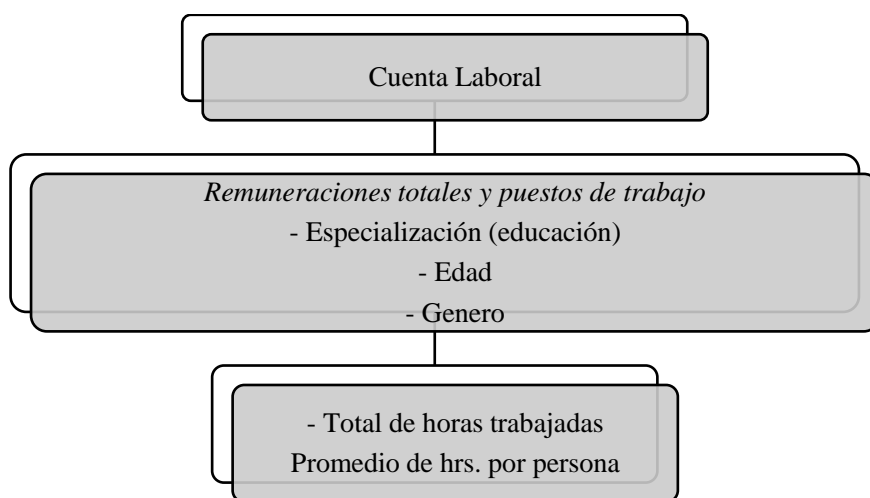 Cuenta Laboral
Remuneraciones totales y puestos de trabajo
- Especialización (educación)
- Edad
- Genero
- Total de horas trabajadas
Promedio de hrs. por persona